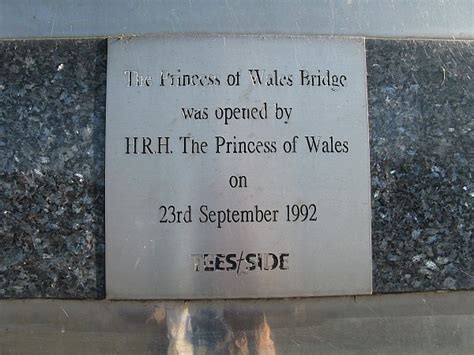 The Princess of Wales Bridge
was opened by
H.R.H. The Princess of Wales
on
23rd September 1992
TEES/SIDE